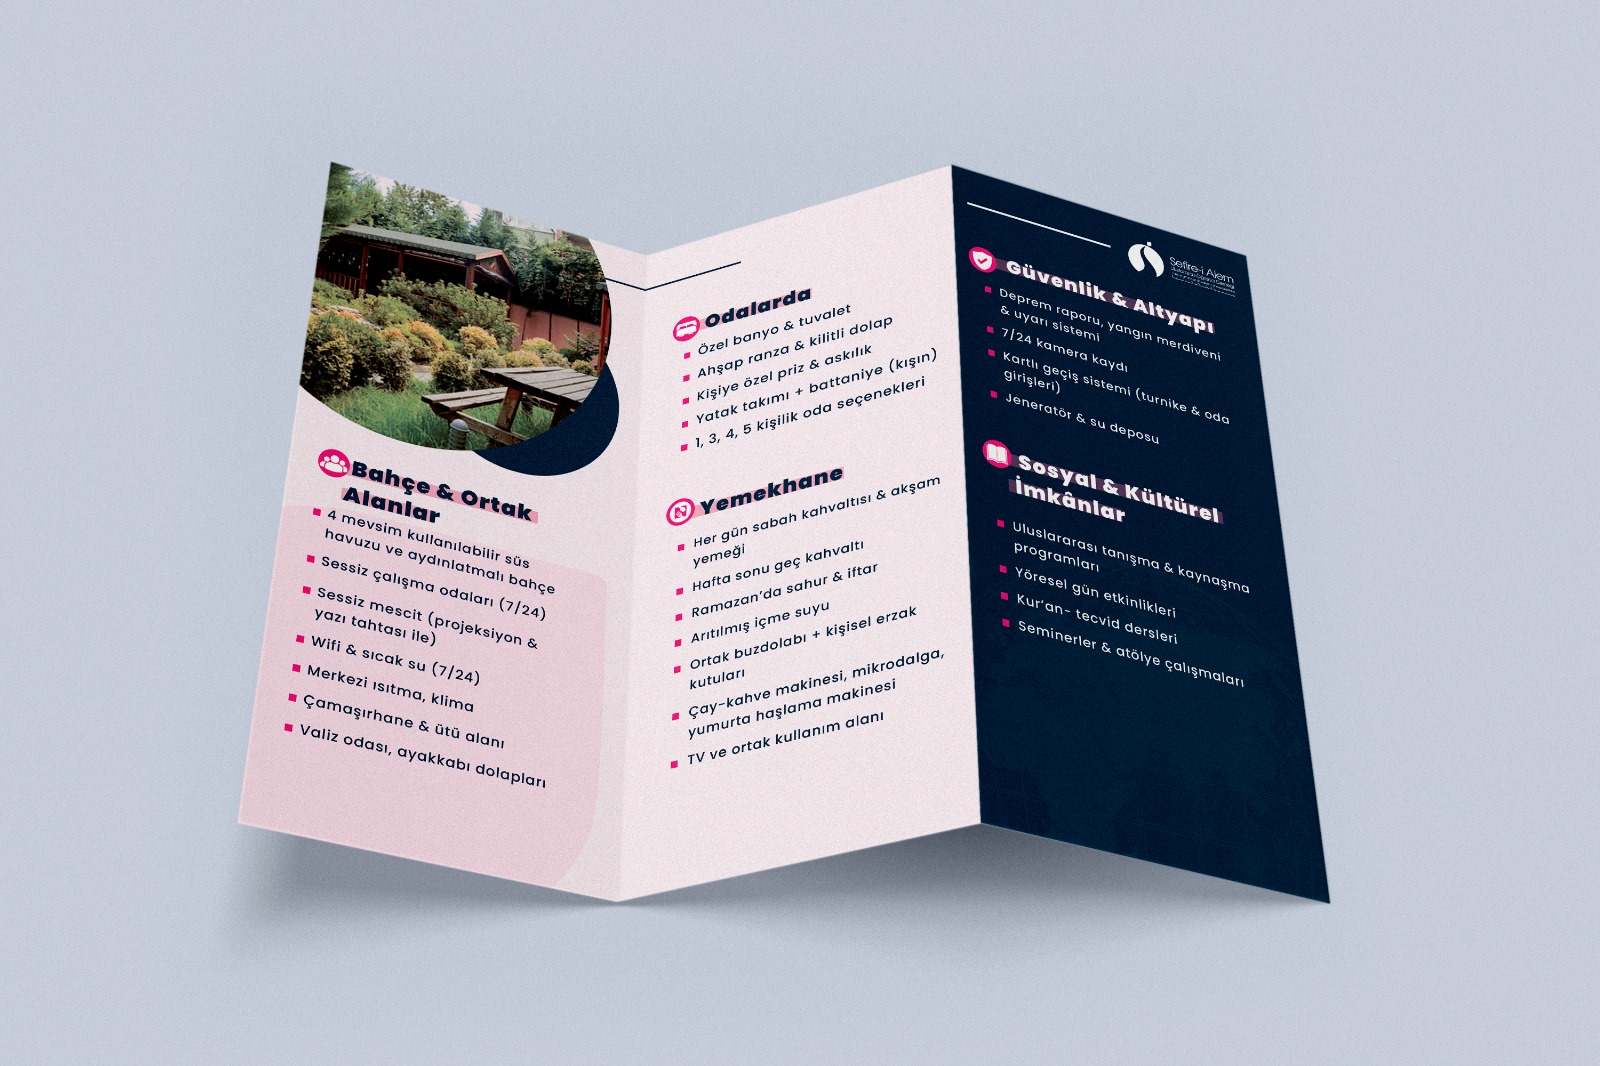 Bahçe & Ortak
Alanlar
4 mevsim kullanılabilir süs
havuzu ve aydınlatmalı bahçe
Sessiz çalışma odaları (7/24)
Sessiz mescit (projeksiyon &
yazı tahtası ile)
Wifi & sıcak su (7/24)
Merkezi ısıtma, klima
Çamaşırhane & ütü alanı
Valiz odası, ayakkabı dolapları
Odalarda
Özel banyo & tuvalet
Ahşap ranza & kilitli dolap
Kişiye özel priz & askılık
Yatak takımı + battaniye (kışın)
1, 3, 4, 5 kişilik oda seçenekleri
Yemekhane
Her gün sabah kahvaltısı & akşam
yemeği
Hafta sonu geç kahvaltı
Ramazan'da sahur & iftar
Arıtılmış içme suyu
Ortak buzdolabı + kişisel erzak
kutuları
Çay-kahve makinesi, mikrodalga,
yumurta haşlama makinesi
TV ve ortak kullanım alanı
Sefire-i Alem
Güvenlik & Altyapı
Deprem raporu, yangın merdiveni
& uyarı sistemi
7/24 kamera kaydı
Kartlı geçiş sistemi (turnike & oda
girişleri)
Jeneratör & su deposu
Sosyal & Kültürel
İmkânlar
Uluslararası tanışma & kaynaşma
programları
Yöresel gün etkinlikleri
Kur'an- tecvid dersleri
Seminerler & atölye çalışmaları